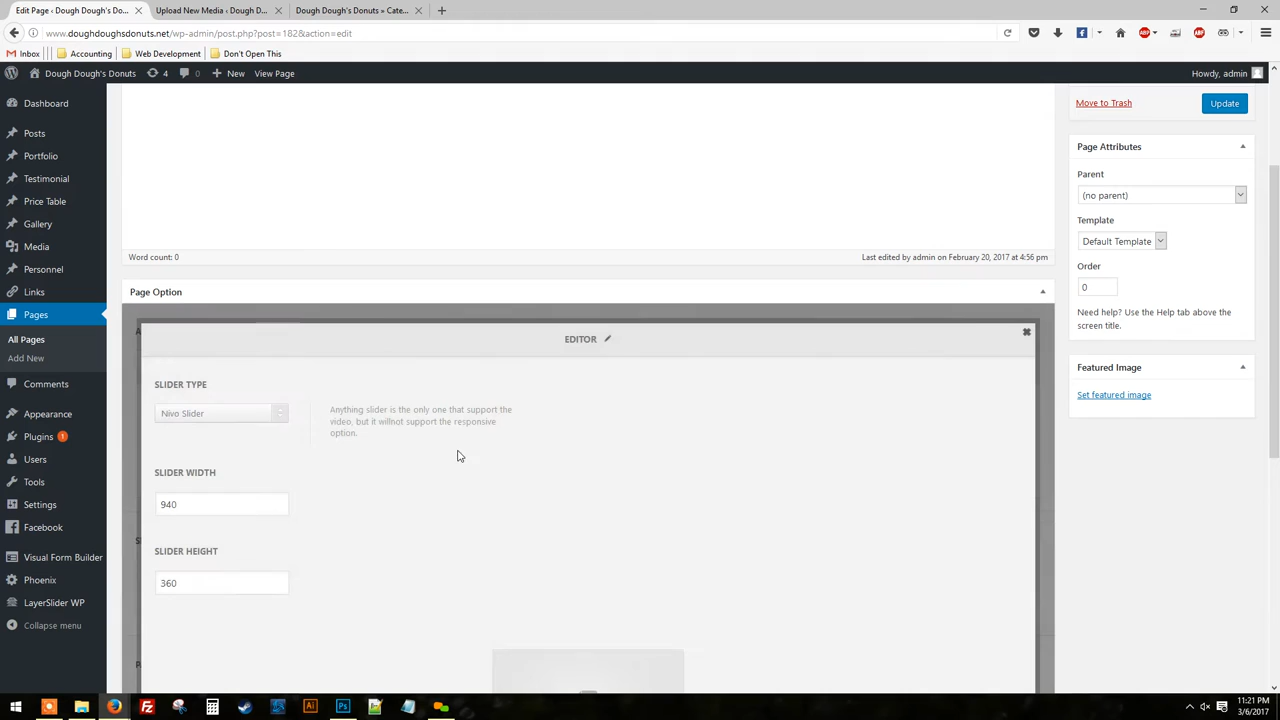 Edit Page ‹ Dough Dough's Do...
Upload New Media ‹ Dough D...
Dough Dough's Donuts » Cate...
www.doughdoughsdonuts.net/wp-admin/post.php?post=182&action=edit
Inbox
Accounting
Web Development
Don't Open This
Dough Dough's Donuts
4
0
New
View Page
Howdy, admin
Dashboard
Posts
Portfolio
Testimonial
Price Table
Gallery
Media
Personnel
Links
Pages
All Pages
Add New
Comments
Appearance
Plugins 1
Users
Tools
Settings
Facebook
Visual Form Builder
Phoenix
LayerSlider WP
Collapse menu
Word count: 0
Last edited by admin on February 20, 2017 at 4:56 pm
Page Option
EDITOR
SLIDER TYPE
Nivo Slider
Anything slider is the only one that support the
video, but it willnot support the responsive
option.
SLIDER WIDTH
940
SLIDER HEIGHT
360
Move to Trash
Update
Page Attributes
Parent
(no parent)
Template
Default Template
Order
0
Need help? Use the Help tab above the
screen title.
Featured Image
Set featured image
11:21 PM
3/6/2017